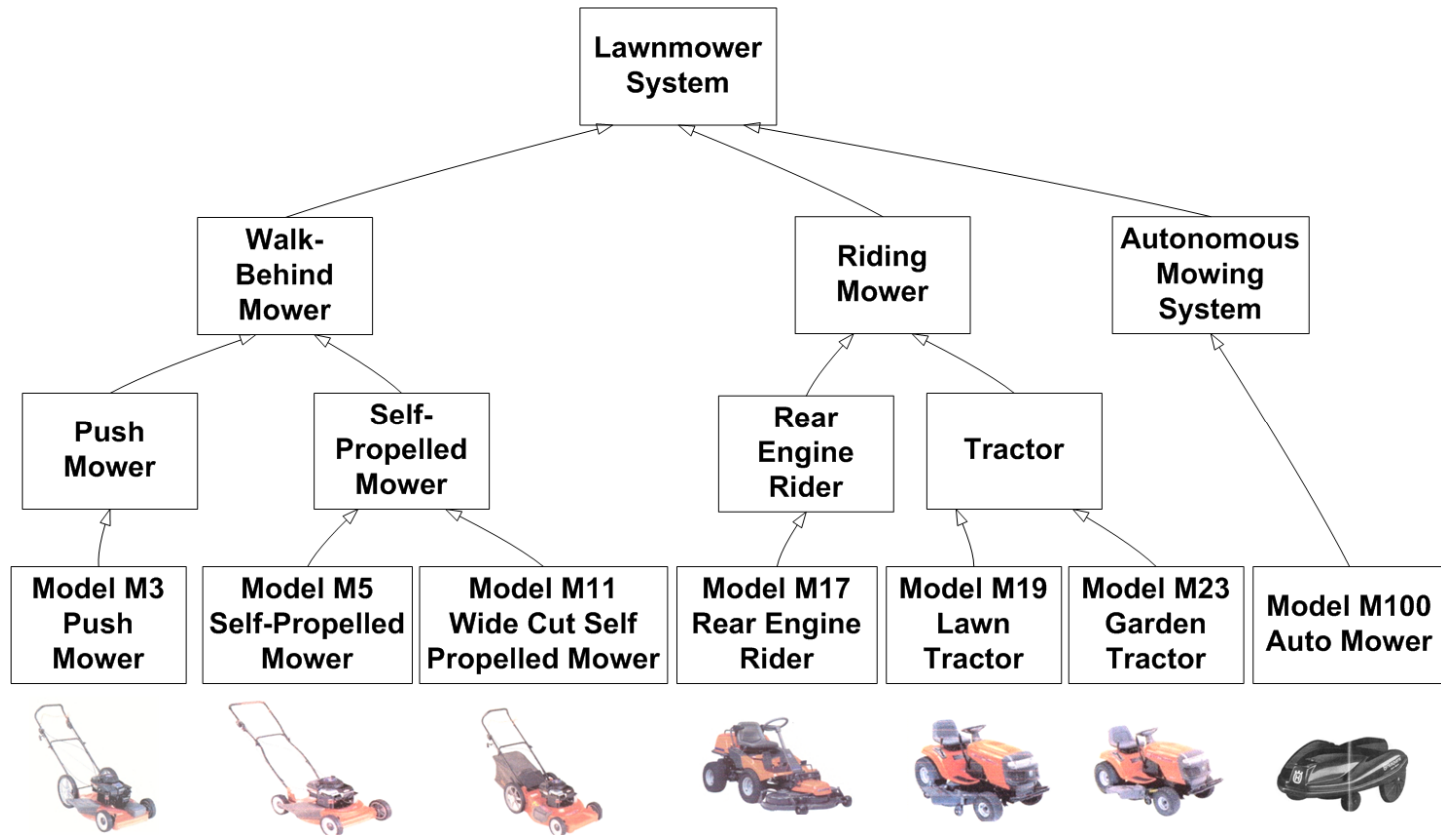 Lawnmower
System
Walk-
Behind
Mower
Riding
Mower
Autonomous
Mowing
System
Push
Mower
Self-
Propelled
Mower
Rear
Engine
Rider
Tractor
Model M3
Push
Mower
Model M5
Self-Propelled
Mower
Model M11
Wide Cut Self
Propelled Mower
Model M17
Rear Engine
Rider
Model M19
Lawn
Tractor
Model M23
Garden
Tractor
Model M100
Auto Mower